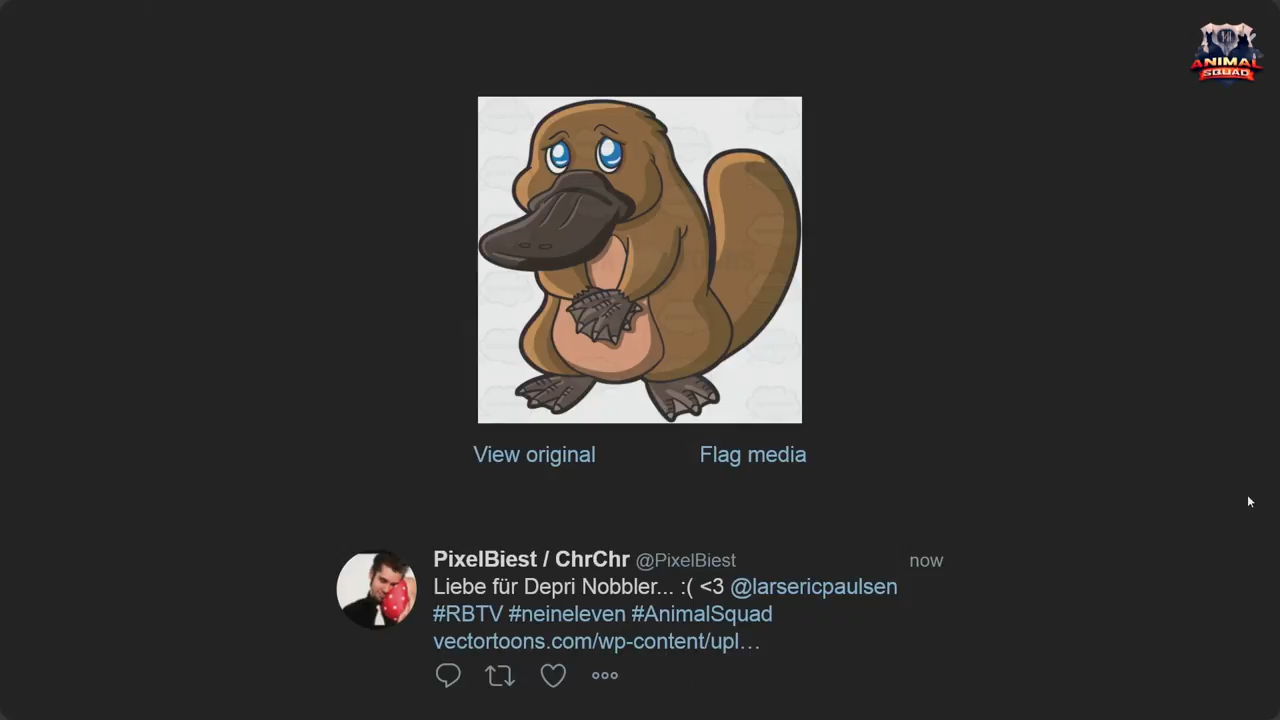 ANIMAL
SQUAD
View original
Flag media
PixelBiest / ChrChr @PixelBiest
now
Liebe für Depri Nobbler... :( <3 @larsericpaulsen
#RBTV #neineleven #AnimalSquad
vectortoons.com/wp-content/upl…